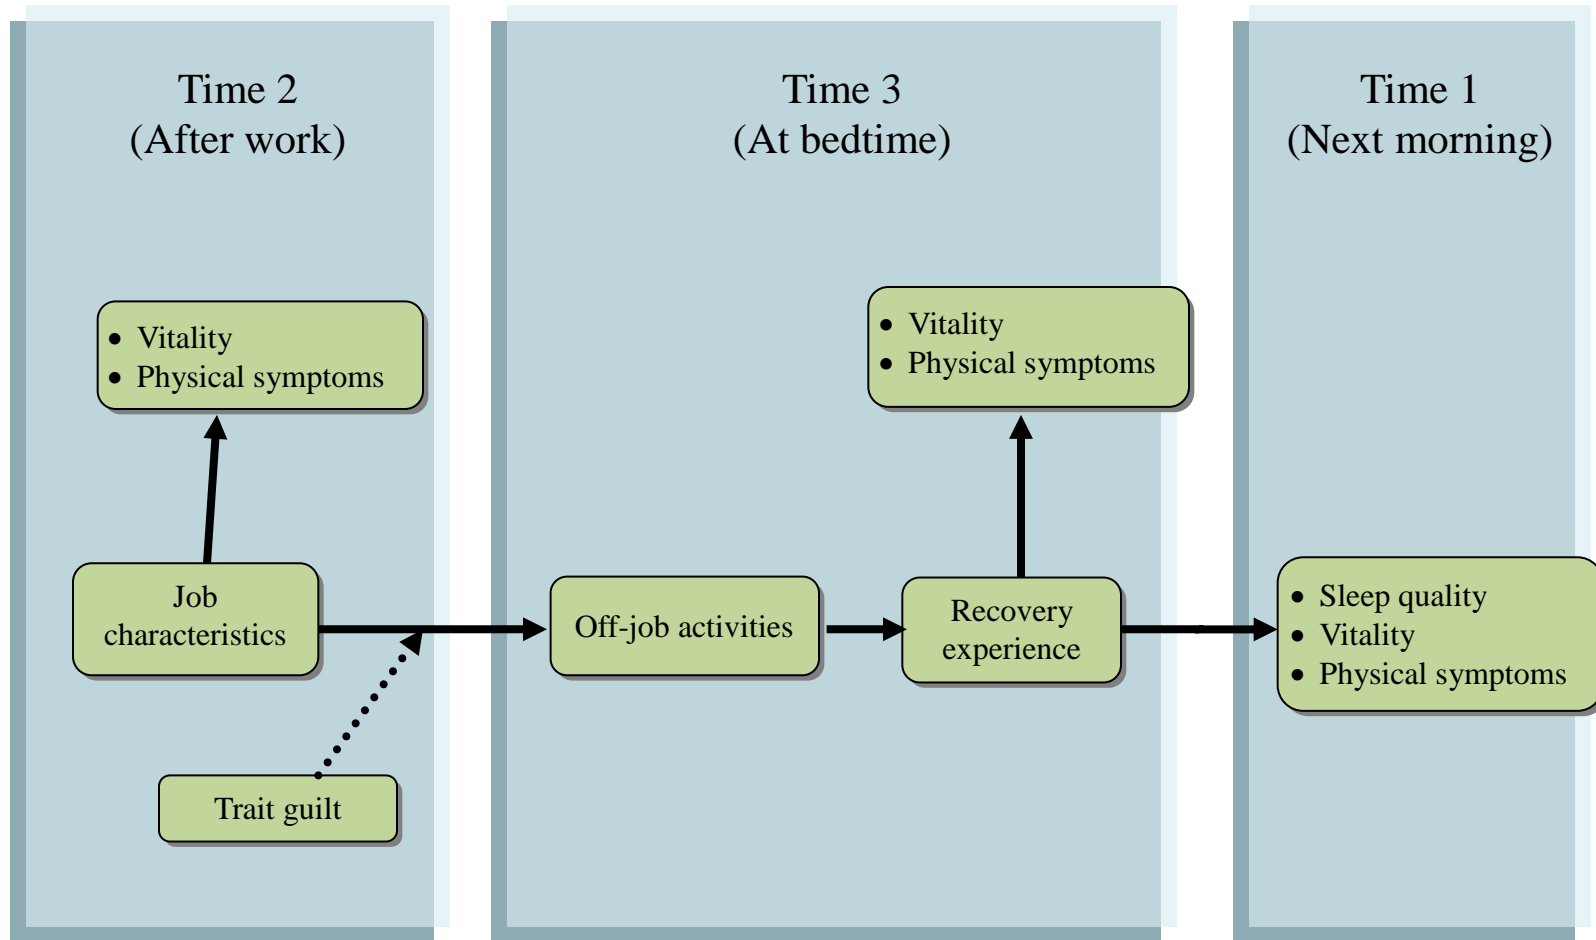 Time 2
(After work)
• Vitality
• Physical symptoms
Job
characteristics
Trait guilt
Time 3
(At bedtime)
• Vitality
• Physical symptoms
Off-job activities
Recovery
experience
Time 1
(Next morning)
• Sleep quality
• Vitality
• Physical symptoms